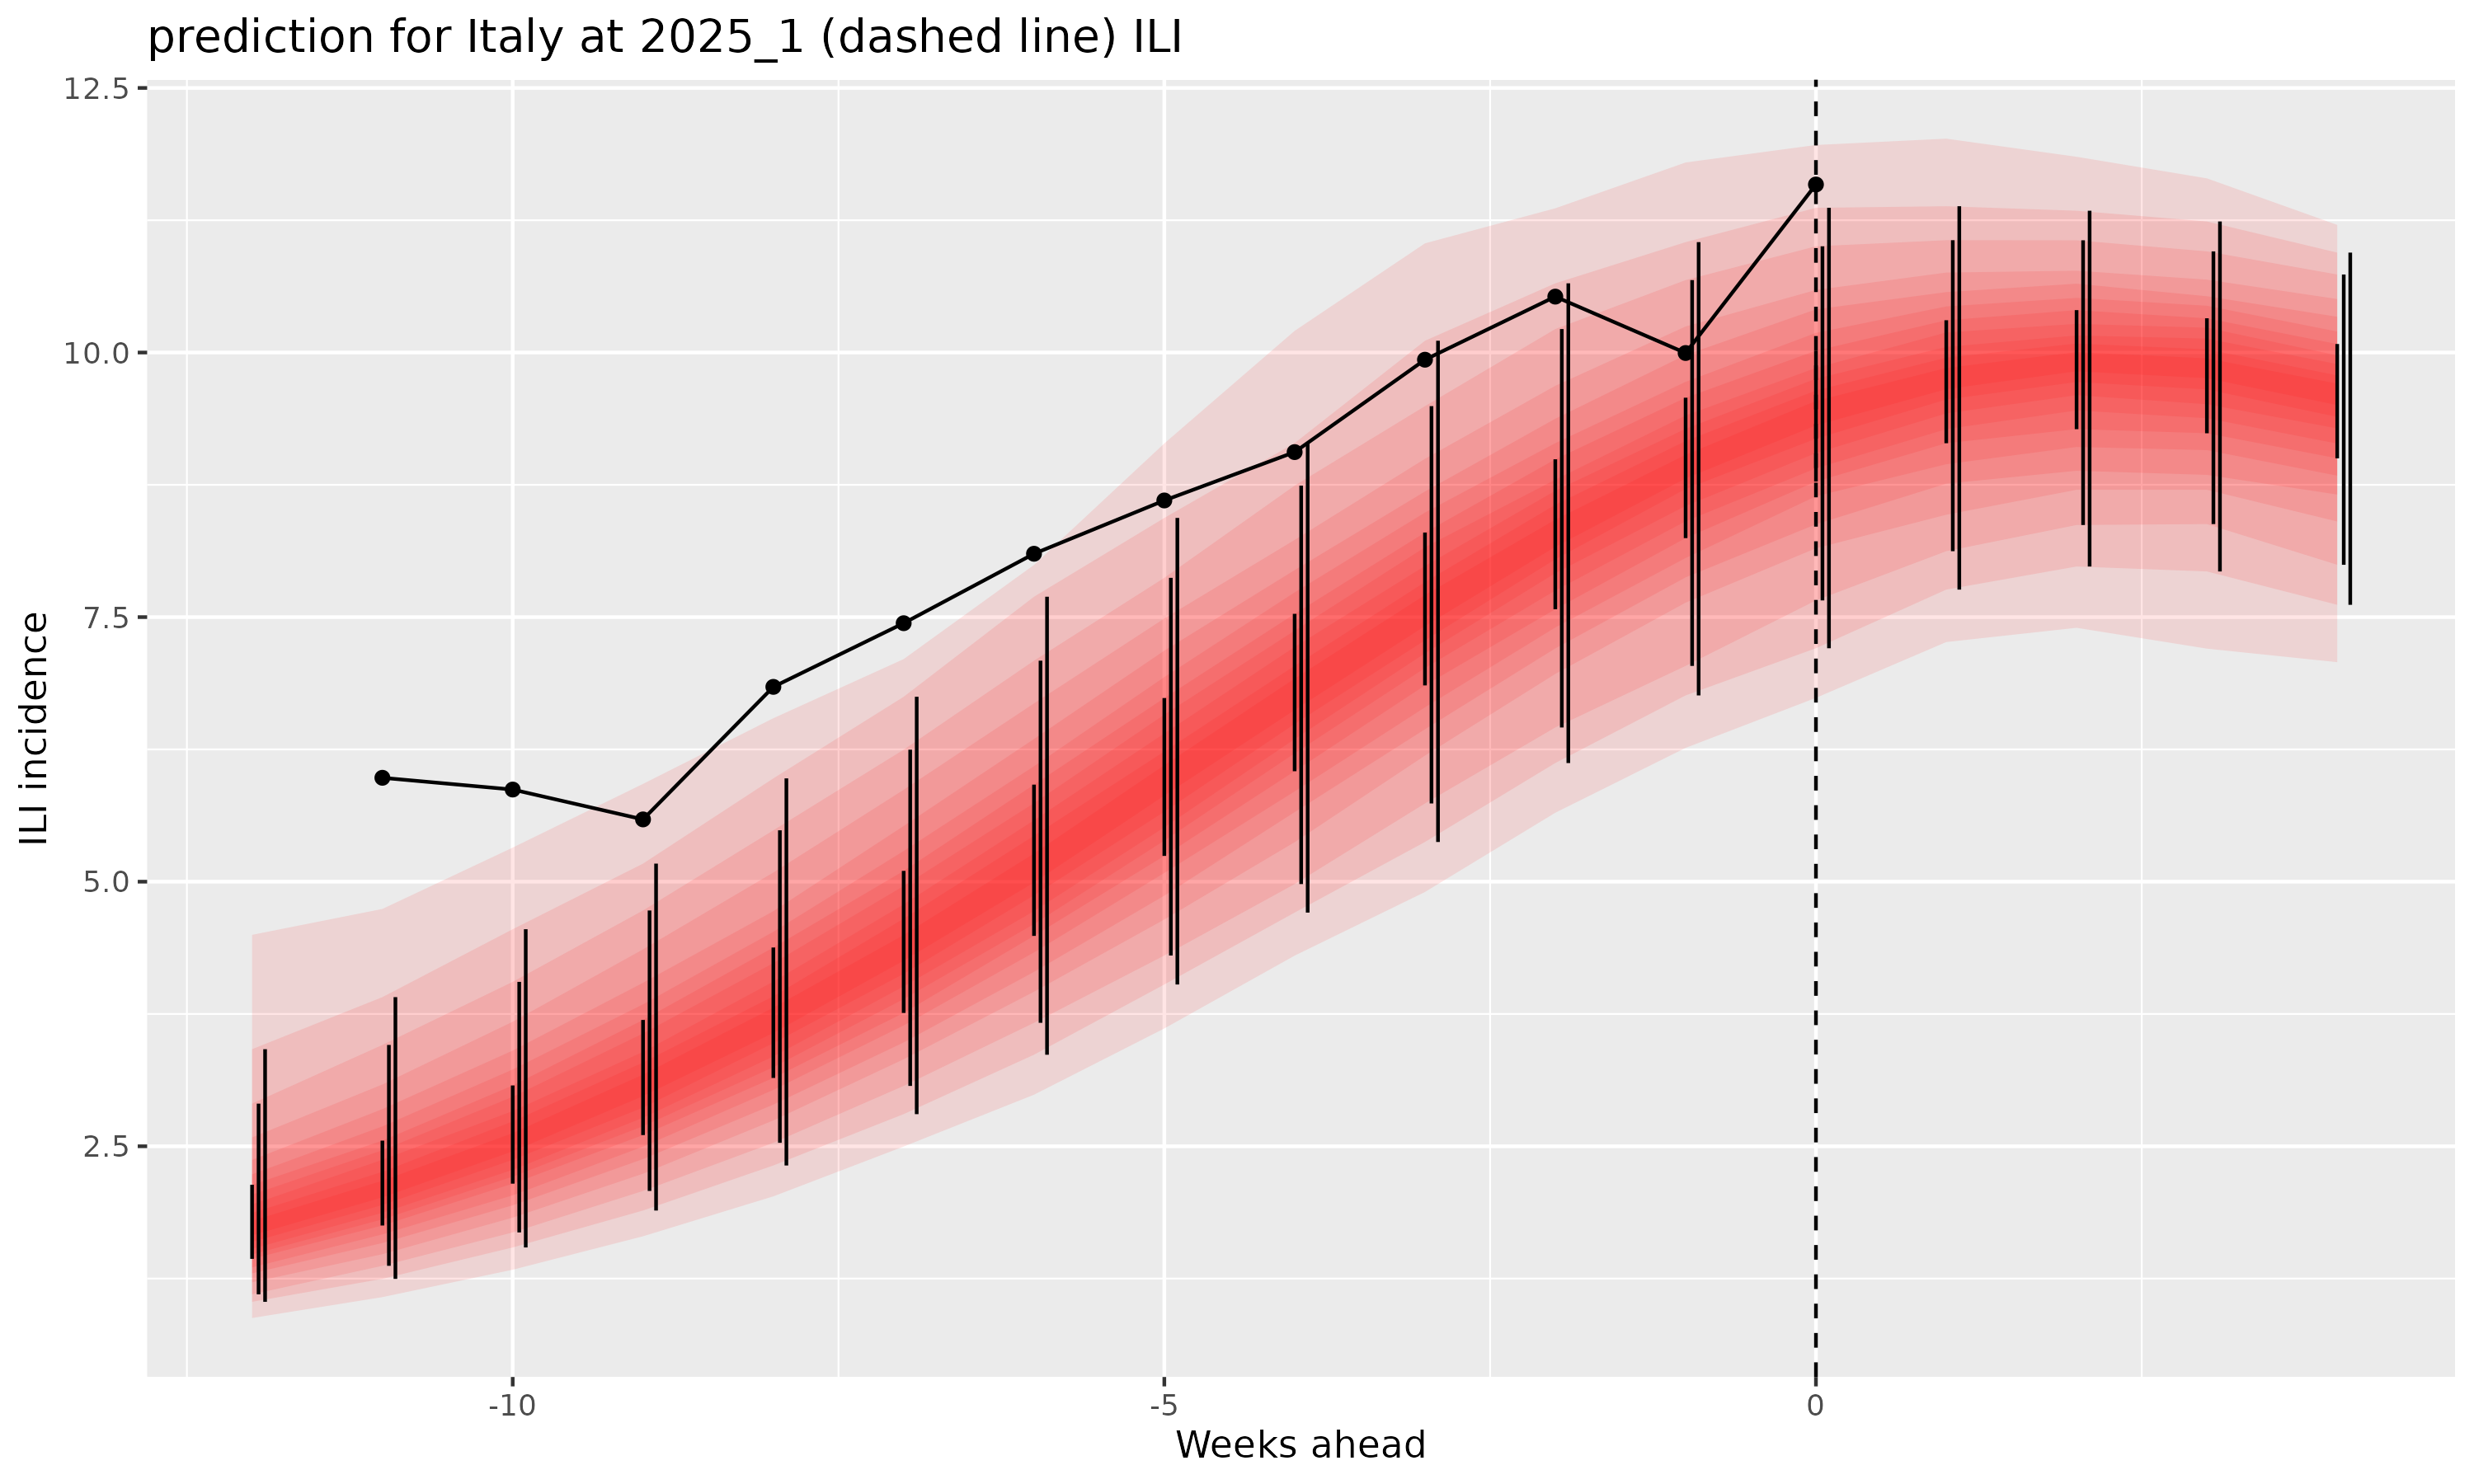 prediction for Italy at 2025_1 (dashed line) ILI
12.5
10.0
7.5
5.0
2.5
ILI incidence
-10
-5
0
Weeks ahead